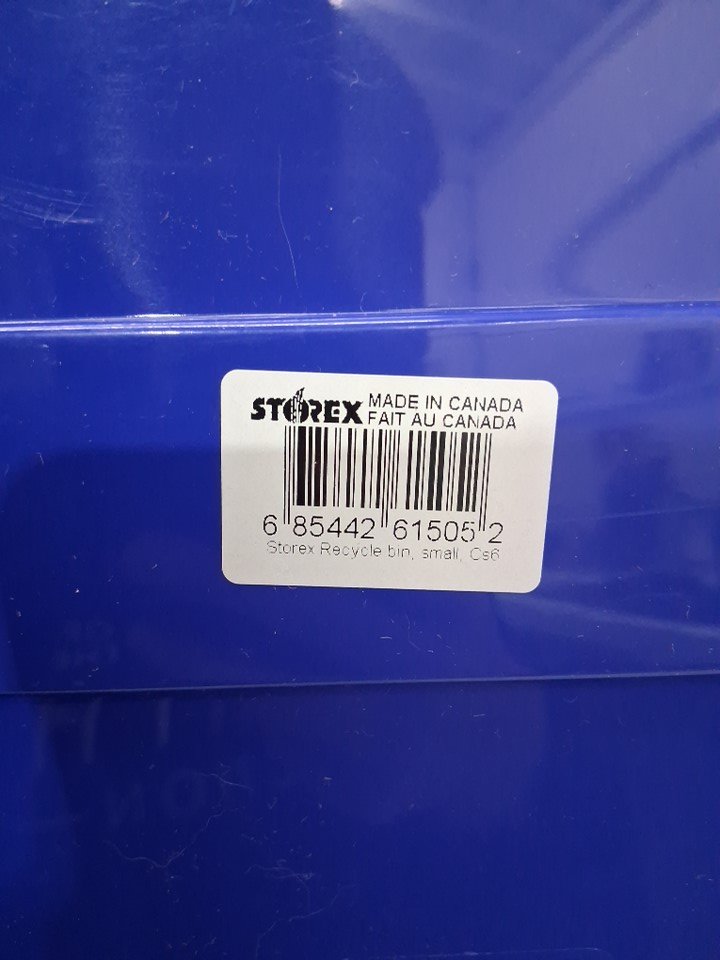 STOREX MADE IN CANADA
FAIT AU CANADA
6 85442 61505 2
Storex Recycle bin, small, Cs6